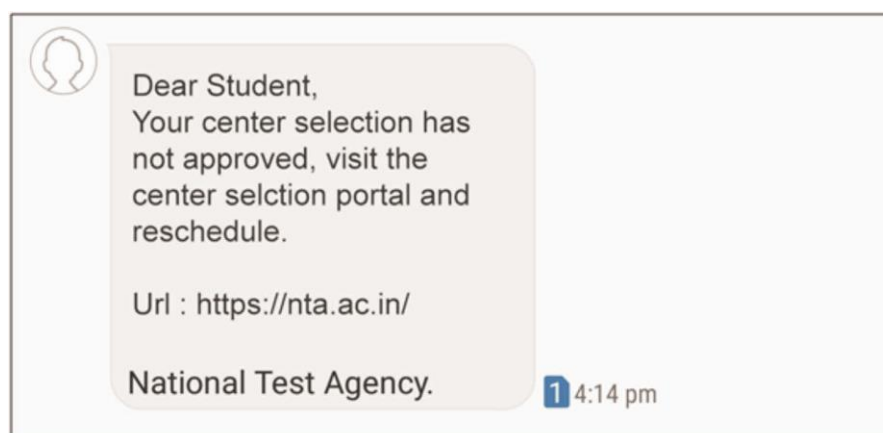 Dear Student,
Your center selection has
not approved, visit the
center selction portal and
reschedule.
Url : https://nta.ac.in/
National Test Agency.
1 4:14 pm